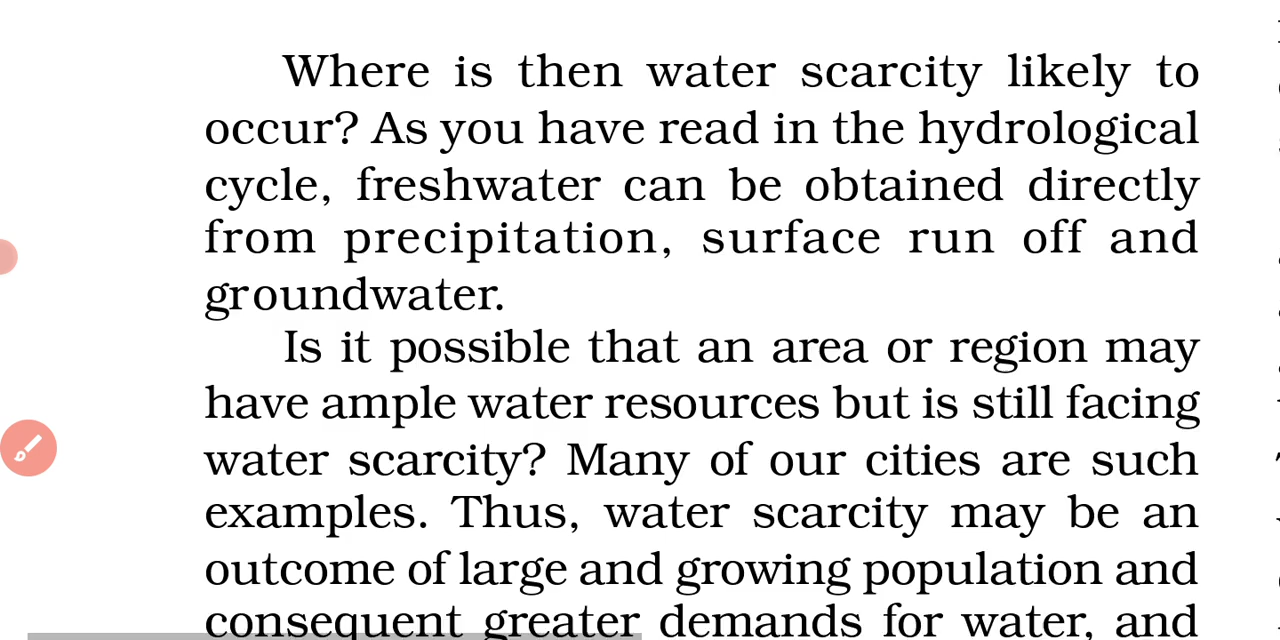 Where is then water scarcity likely to
occur? As you have read in the hydrological
cycle, freshwater can be obtained directly
from precipitation, surface run off and
groundwater.
Is it possible that an area or region may
have ample water resources but is still facing
water scarcity? Many of our cities are such
examples. Thus, water scarcity may be an
outcome of large and growing population and
consequent greater demands for water, and